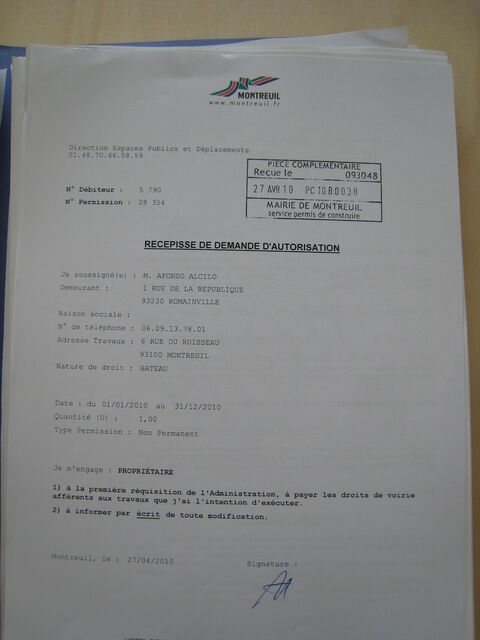 MONTREUIL
www.montreuil.fr
Direction Espaces Publics et Déplacements
01.48.70.66.58.59
PIECE COMPLEMENTAIRE
Reçue le 093048
27 AVR 10 PC10B0038
MAIRIE DE MONTREUIL
service permis de construire
N° Débiteur : 5 790
N° Permission : 28 354
RECEPISSE DE DEMANDE D'AUTORISATION
Je soussigné(e) : M. AFONSO ALCILO
Demeurant : 1 RUE DE LA REPUBLIQUE
93230 ROMAINVILLE
Raison sociale :
N° de téléphone : 06.09.13.78.01
Adresse Travaux : 6 RUE DU RUISSEAU
93100 MONTREUIL
Nature de droit : BATEAU
Date : du 01/01/2010 au 31/12/2010
Quantité (U) : 1,00
Type Permission : Non Permanent
Je m'engage : PROPRIÉTAIRE
1) à la première réquisition de l'Administration, à payer les droits de voirie
afférents aux travaux que j'ai l'intention d'exécuter.
2) à informer par écrit de toute modification.
Montreuil, le : 27/04/2010
Signature :